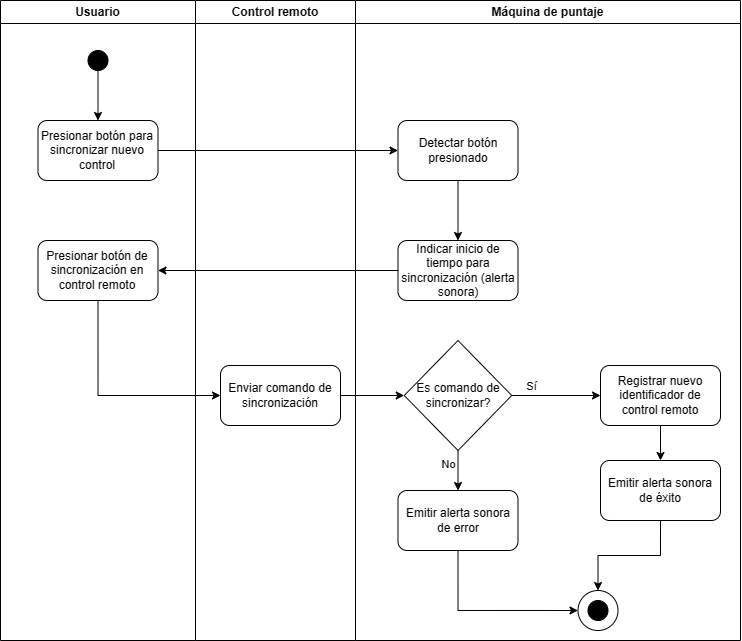 Usuario
Control remoto
Máquina de puntaje
Presionar botón para
sincronizar nuevo
control
Detectar botón
presionado
Presionar botón de
sincronización en
control remoto
Indicar inicio de
tiempo para
sincronización (alerta
sonora)
Enviar comando de
sincronización
Es comando de
sincronizar?
Sí
Registrar nuevo
identificador de
control remoto
No
Emitir alerta sonora
de error
Emitir alerta sonora
de éxito